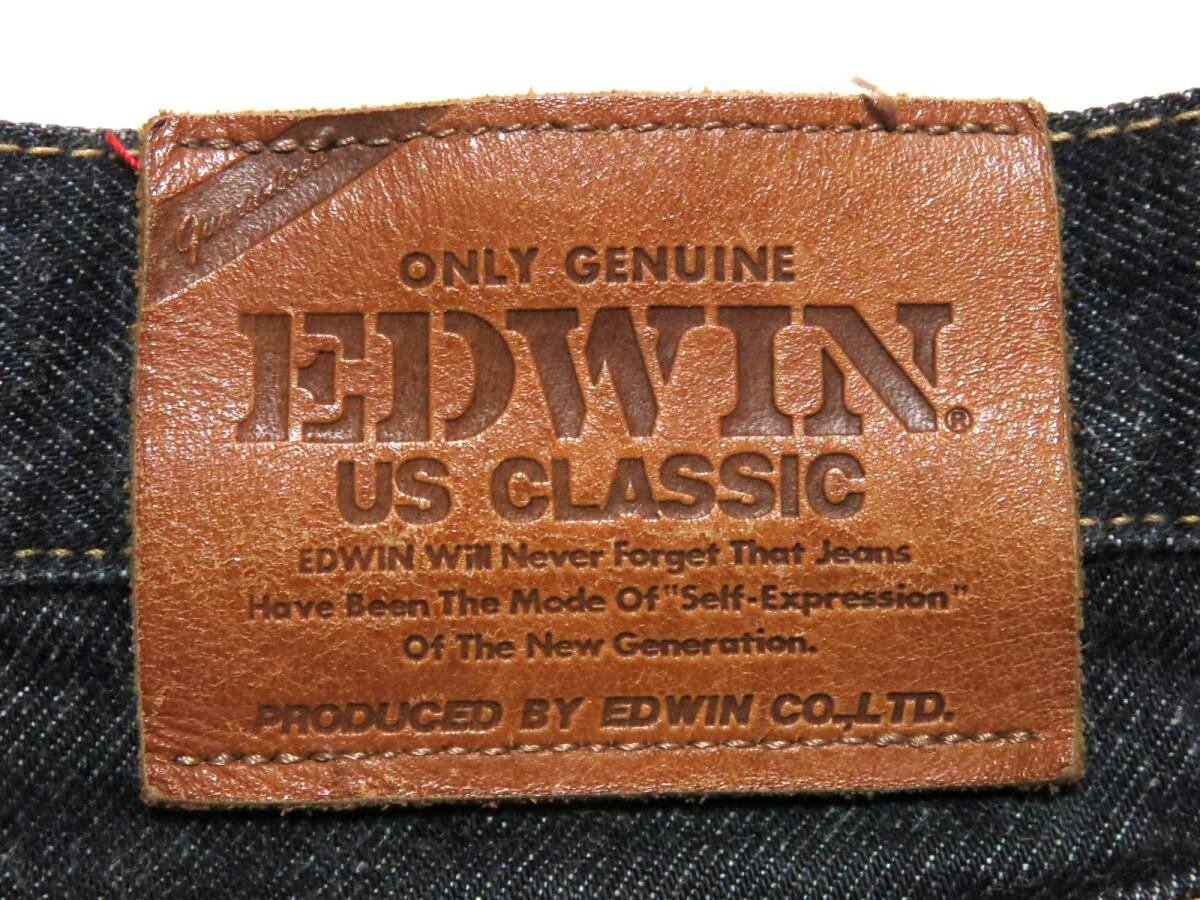 Guaranteed
ONLY GENUINE
EDWIN®
US CLASSIC
EDWIN Will Never Forget That Jeans
Have Been The Mode Of "Self-Expression"
Of The New Generation.
PRODUCED BY EDWIN CO.,LTD.